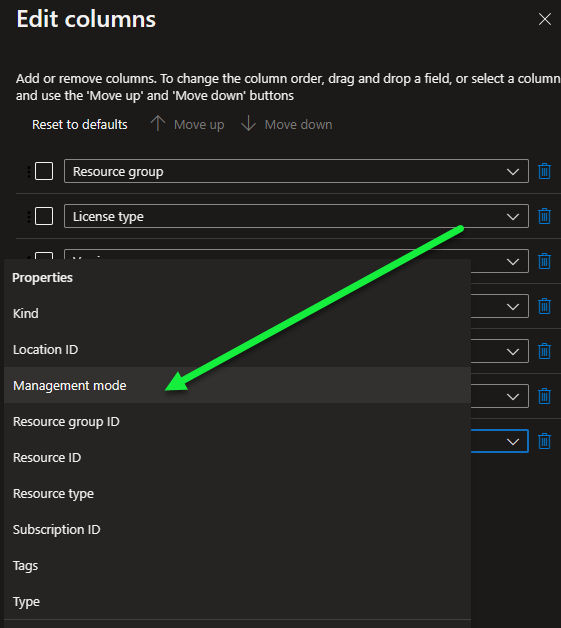 Edit columns
Add or remove columns. To change the column order, drag and drop a field, or select a column
and use the 'Move up' and 'Move down' buttons
Reset to defaults Move up Move down
Resource group
License type
Properties
Kind
Location ID
Management mode
Resource group ID
Resource ID
Resource type
Subscription ID
Tags
Type